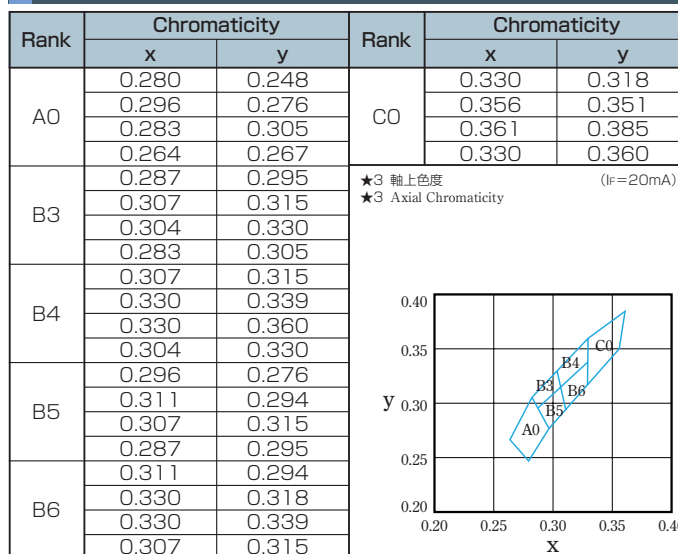 Rank Chromaticity Rank Chromaticity
x y x y
A0 0.280 0.248 C0 0.330 0.318
0.296 0.276 0.356 0.351
0.283 0.305 0.361 0.385
0.264 0.267 0.330 0.360
B3 0.287 0.295
0.307 0.315
0.304 0.330
0.283 0.305
B4 0.307 0.315
0.330 0.339
0.330 0.360
0.304 0.330
B5 0.296 0.276
0.311 0.294
0.307 0.315
0.287 0.295
B6 0.311 0.294
0.330 0.318
0.330 0.339
0.307 0.315
★3 軸上色度 (IF=20mA)
★3 Axial Chromaticity
0.40
0.35
y 0.30
0.25
0.20
C0
B4
B3
B6
B5
A0
0.20 0.25 0.30 0.35 0.40
x